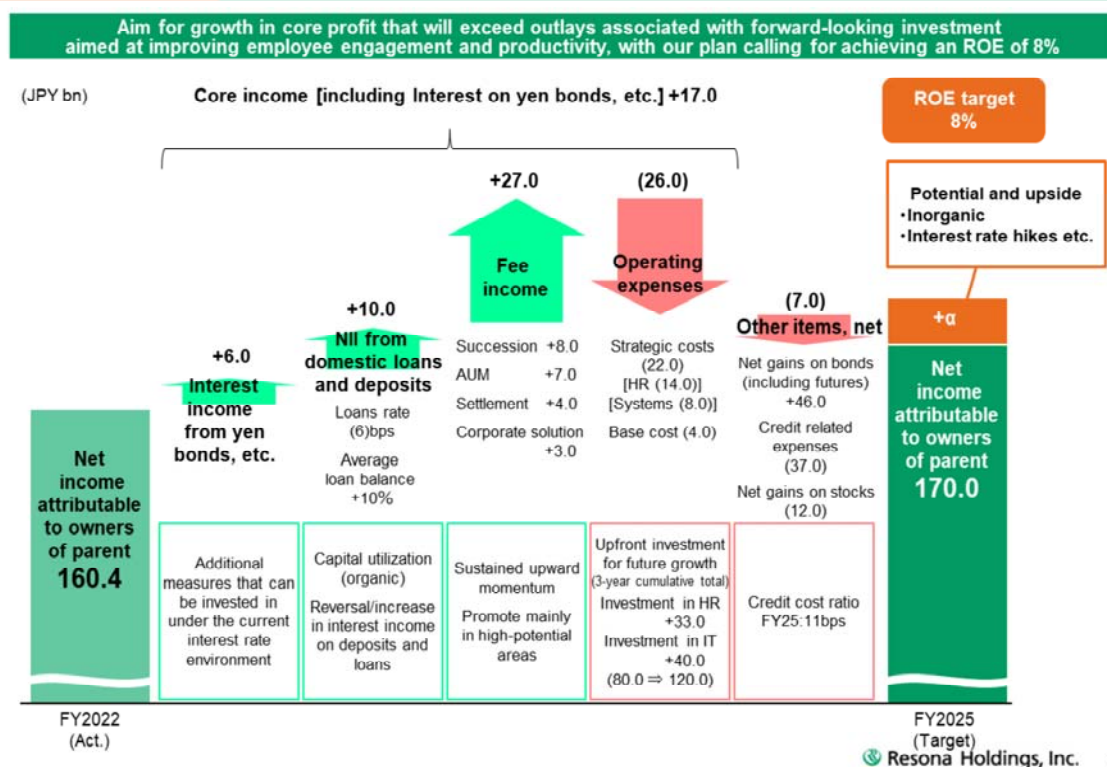 Aim for growth in core profit that will exceed outlays associated with forward-looking investment
aimed at improving employee engagement and productivity, with our plan calling for achieving an ROE of 8%
(JPY bn)
Core income [including Interest on yen bonds, etc.] +17.0
ROE target
8%
Potential and upside
・Inorganic
・Interest rate hikes etc.
+α
Net
income
attributable
to owners
of parent
160.4
+6.0
Interest
income
from yen
bonds, etc.
+10.0
NII from
domestic loans
and deposits
Loans rate
(6)bps
Average
loan balance
+10%
+27.0
Fee
income
Succession +8.0
AUM +7.0
Settlement +4.0
Corporate solution
+3.0
(26.0)
Operating
expenses
Strategic costs
(22.0)
[HR (14.0)]
[Systems (8.0)]
Base cost (4.0)
(7.0)
Other items, net
Net gains on bonds
(including futures)
+46.0
Credit related
expenses
(37.0)
Net gains on stocks
(12.0)
Net
income
attributable
to owners
of parent
170.0
Additional
measures that can
be invested in
under the current
interest rate
environment
Capital utilization
(organic)
Reversal/increase
in interest income
on deposits and
loans
Sustained upward
momentum
Promote mainly
in high-potential
areas
Upfront investment
for future growth
(3-year cumulative total)
Investment in HR
+33.0
Investment in IT
+40.0
(80.0 ⇒ 120.0)
Credit cost ratio
FY25:11bps
FY2022
(Act.)
FY2025
(Target)
Resona Holdings, Inc.